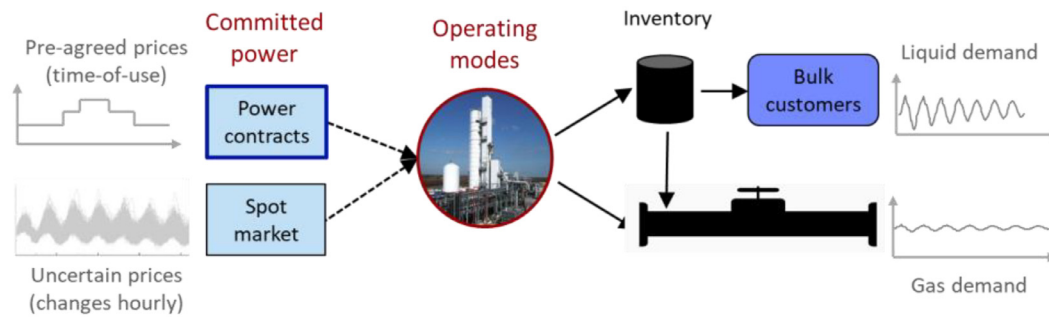 Pre-agreed prices
(time-of-use)
Committed
power
Power
contracts
Spot
market
Uncertain prices
(changes hourly)
Operating
modes
Inventory
Bulk
customers
Liquid demand
Gas demand